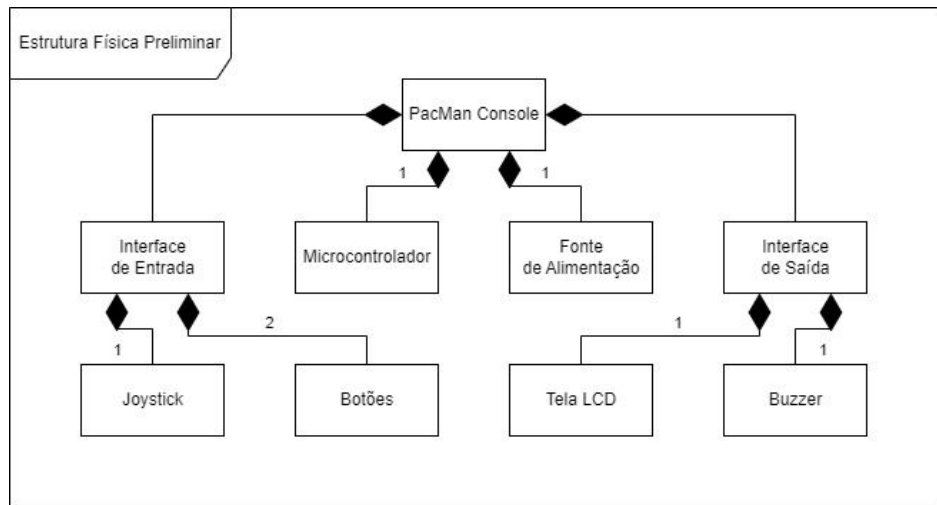 Estrutura Física Preliminar
PacMan Console
1
1
Interface
de Entrada
Microcontrolador
Fonte
de Alimentação
Interface
de Saída
1
2
1
1
Joystick
Botões
Tela LCD
Buzzer